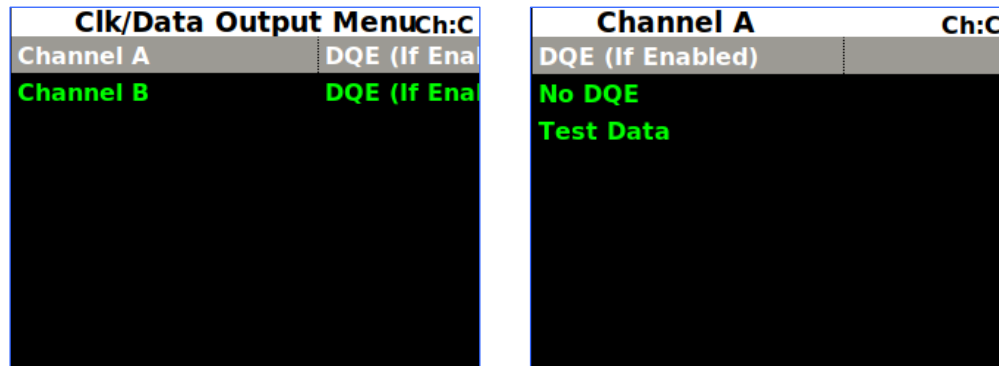 Clk/Data Output Menu Ch:C
Channel A DQE (If Enal
Channel B DQE (If Enal
Channel A Ch:C
DQE (If Enabled)
No DQE
Test Data